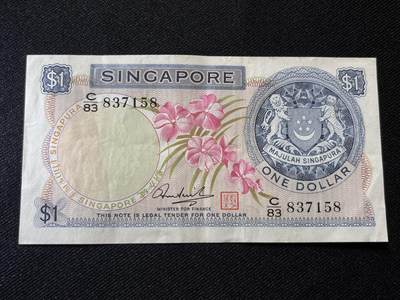 $1
SINGAPORE
$1
C/83 837158
MAJULAH SINGAPURA
ONE DOLLAR
C/83 837158
MINISTER FOR FINANCE
$1
THIS NOTE IS LEGAL TENDER FOR ONE DOLLAR